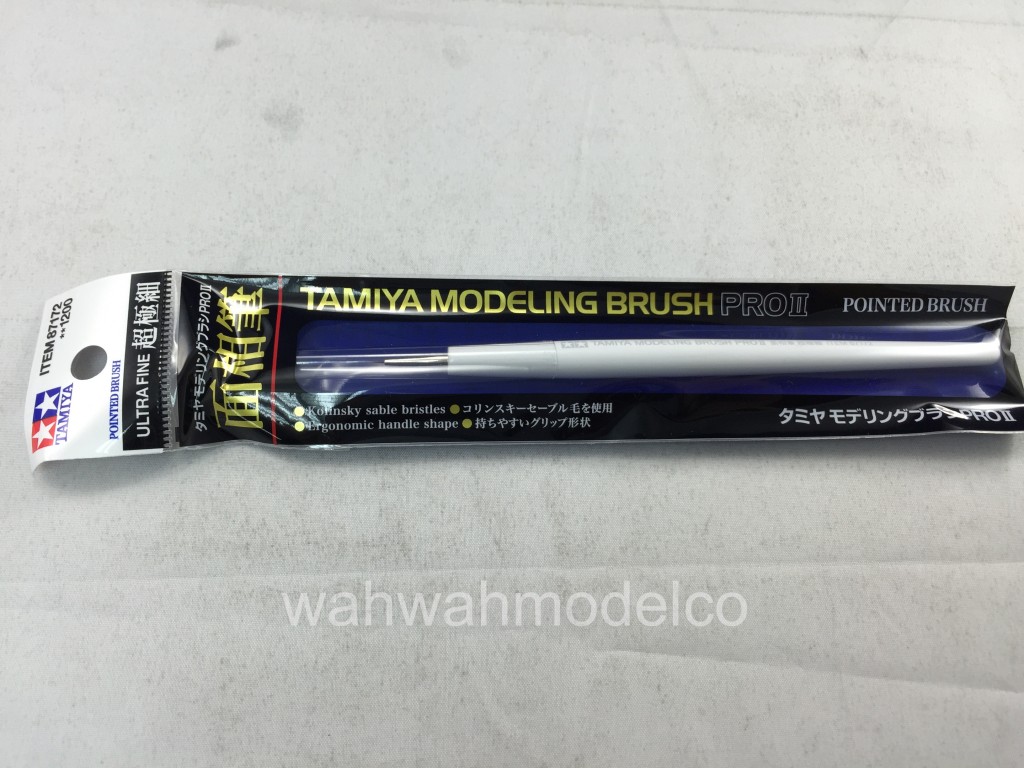 ITEM 87172
**1200
TAMIYA
POINTED BRUSH
ULTRA FINE 超極細
タミヤ モデリングブラシPROⅡ
面相筆
TAMIYA MODELING BRUSH PROⅡ
POINTED BRUSH
TAMIYA MODELING BRUSH PROⅡ
Kolinsky sable bristles ● コリンスキーセーブル毛を使用
Ergonomic handle shape ● 持ちやすいグリップ形状
タミヤ モデリングブラシPROⅡ
wahwahmodelco